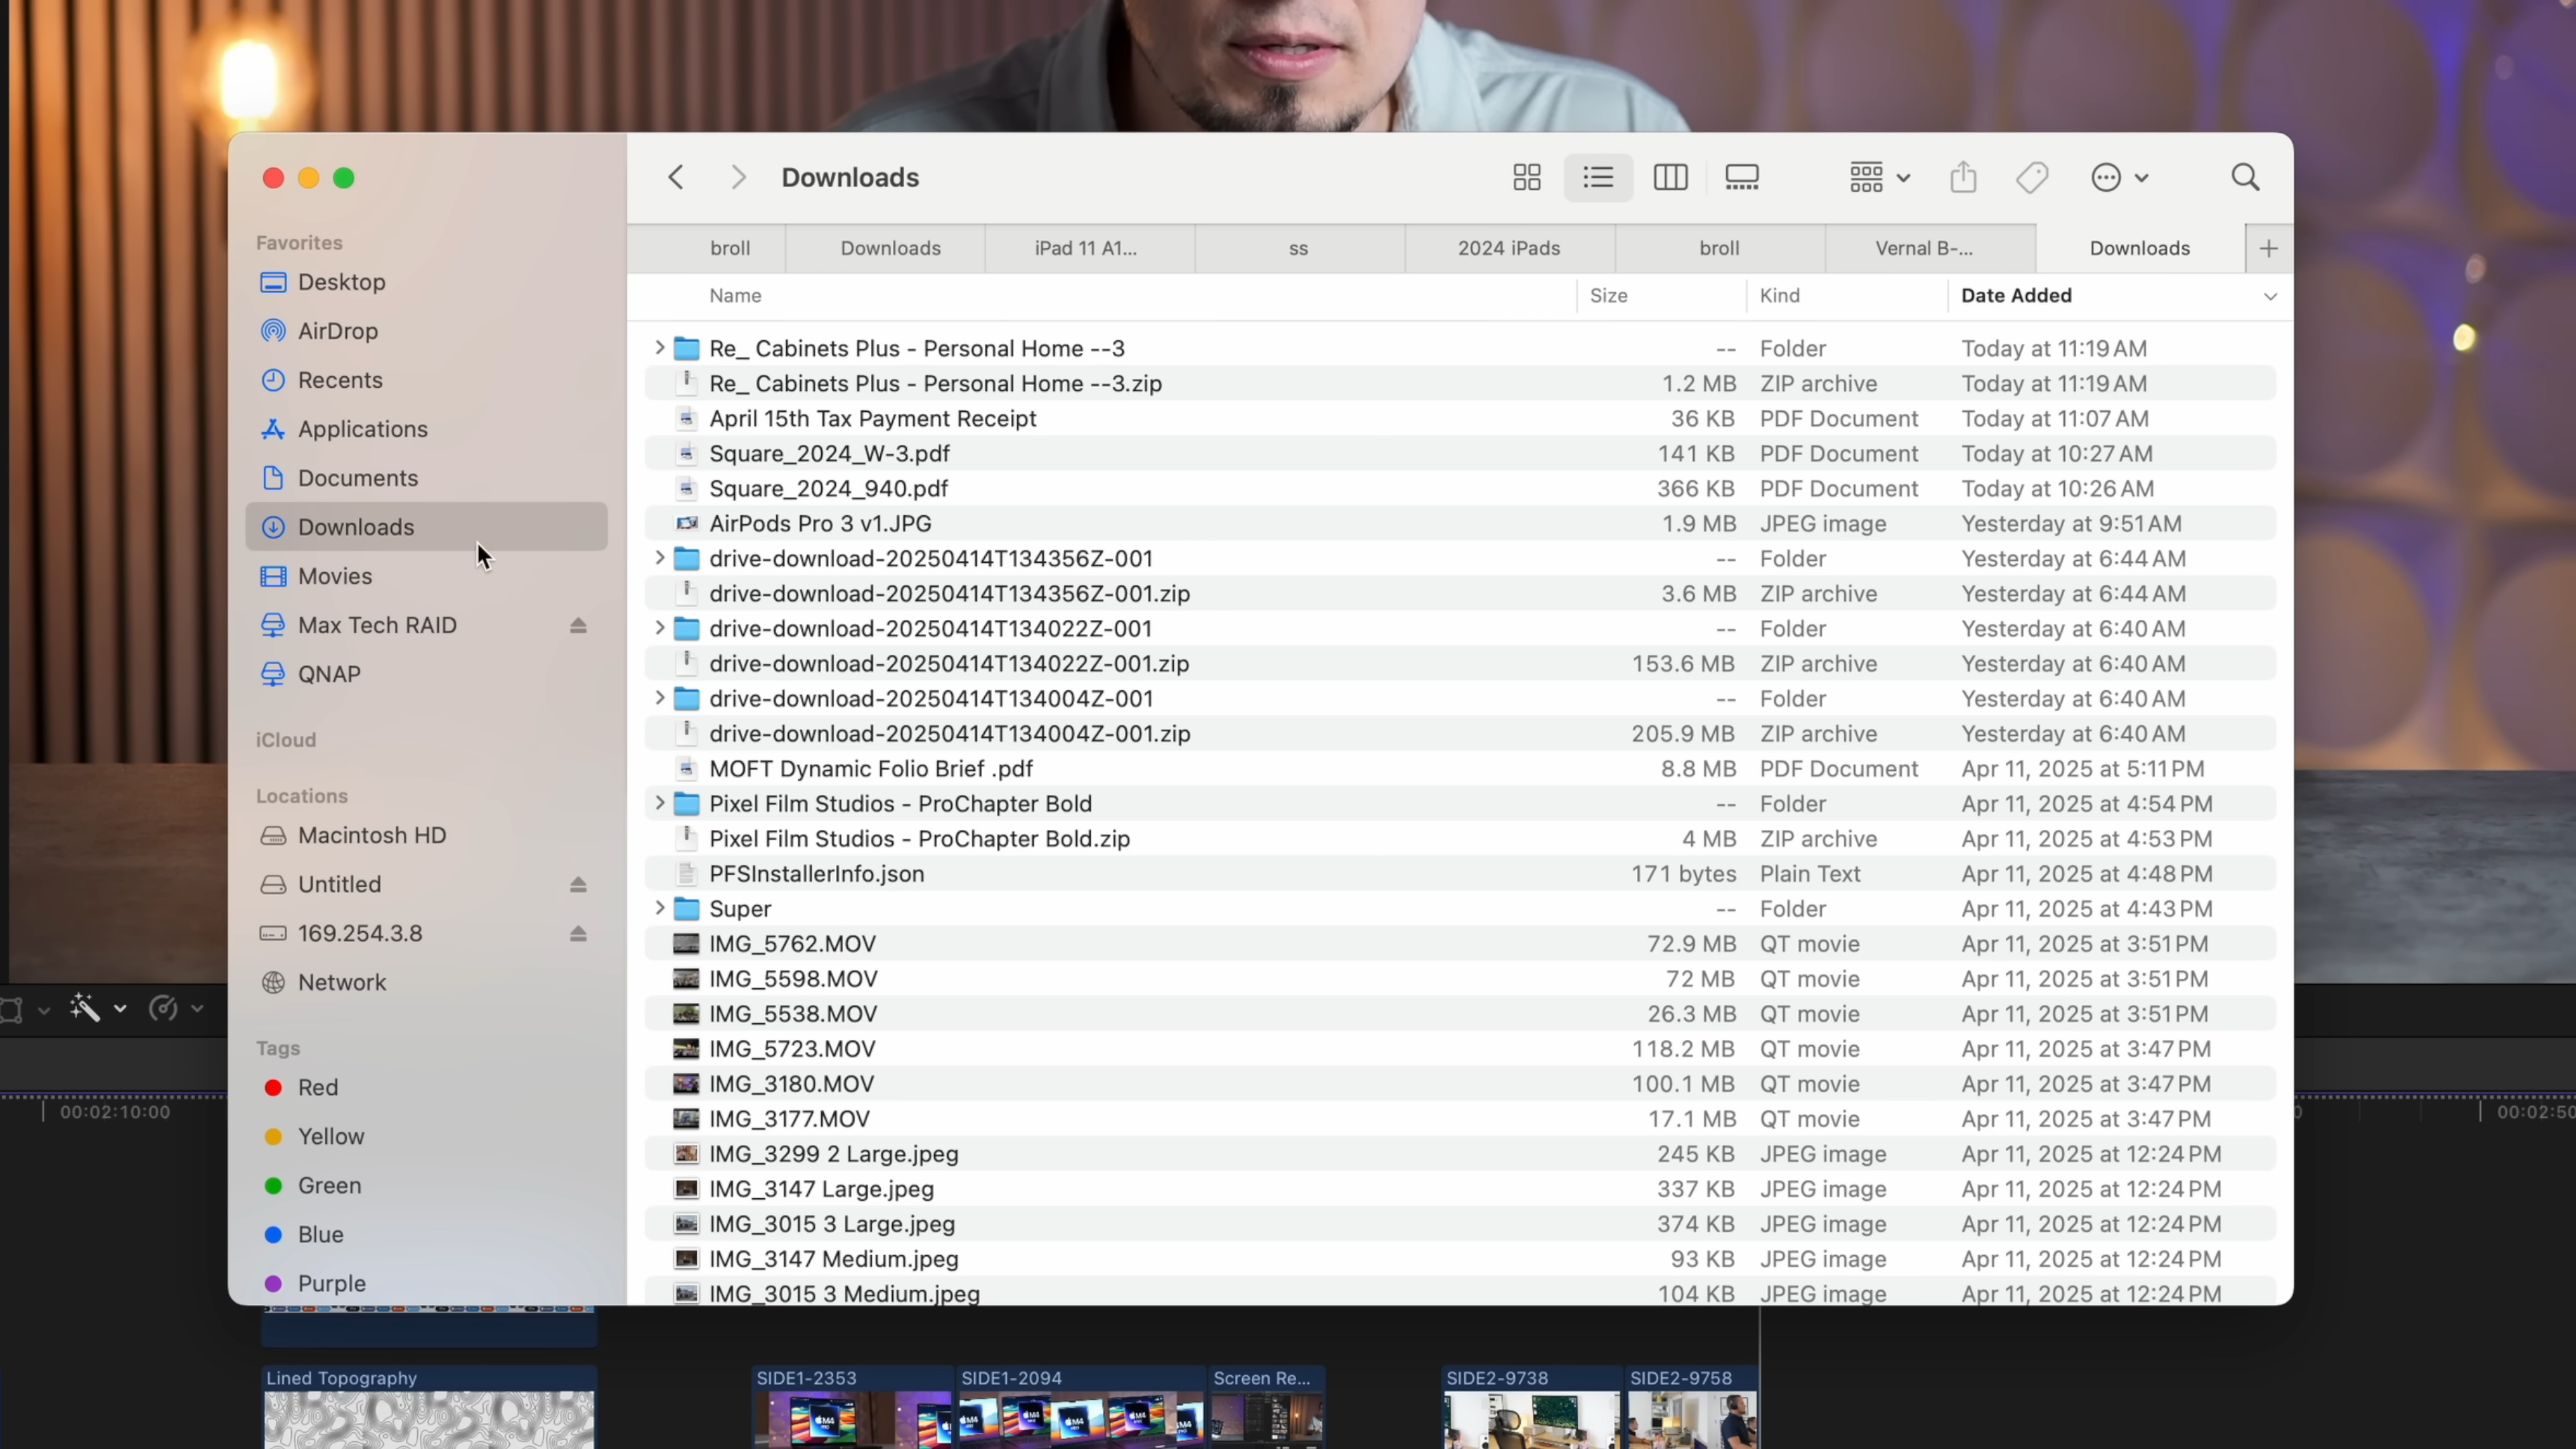 Downloads
broll Downloads iPad 11 A1... ss 2024 iPads broll Vernal B-... Downloads
Name Size Kind Date Added
Favorites
Desktop
AirDrop
Recents
Applications
Documents
Downloads
Movies
Max Tech RAID
QNAP
iCloud
Locations
Macintosh HD
Untitled
169.254.3.8
Network
Tags
Red
Yellow
Green
Blue
Purple
Re_ Cabinets Plus - Personal Home --3 -- Folder Today at 11:19 AM
Re_ Cabinets Plus - Personal Home --3.zip 1.2 MB ZIP archive Today at 11:19 AM
April 15th Tax Payment Receipt 36 KB PDF Document Today at 11:07 AM
Square_2024_W-3.pdf 141 KB PDF Document Today at 10:27 AM
Square_2024_940.pdf 366 KB PDF Document Today at 10:26 AM
AirPods Pro 3 v1.JPG 1.9 MB JPEG image Yesterday at 9:51 AM
drive-download-20250414T134356Z-001 -- Folder Yesterday at 6:44 AM
drive-download-20250414T134356Z-001.zip 3.6 MB ZIP archive Yesterday at 6:44 AM
drive-download-20250414T134022Z-001 -- Folder Yesterday at 6:40 AM
drive-download-20250414T134022Z-001.zip 153.6 MB ZIP archive Yesterday at 6:40 AM
drive-download-20250414T134004Z-001 -- Folder Yesterday at 6:40 AM
drive-download-20250414T134004Z-001.zip 205.9 MB ZIP archive Yesterday at 6:40 AM
MOFT Dynamic Folio Brief .pdf 8.8 MB PDF Document Apr 11, 2025 at 5:11 PM
Pixel Film Studios - ProChapter Bold -- Folder Apr 11, 2025 at 4:54 PM
Pixel Film Studios - ProChapter Bold.zip 4 MB ZIP archive Apr 11, 2025 at 4:53 PM
PFSInstallerInfo.json 171 bytes Plain Text Apr 11, 2025 at 4:48 PM
Super -- Folder Apr 11, 2025 at 4:43 PM
IMG_5762.MOV 72.9 MB QT movie Apr 11, 2025 at 3:51 PM
IMG_5598.MOV 72 MB QT movie Apr 11, 2025 at 3:51 PM
IMG_5538.MOV 26.3 MB QT movie Apr 11, 2025 at 3:51 PM
IMG_5723.MOV 118.2 MB QT movie Apr 11, 2025 at 3:47 PM
IMG_3180.MOV 100.1 MB QT movie Apr 11, 2025 at 3:47 PM
IMG_3177.MOV 17.1 MB QT movie Apr 11, 2025 at 3:47 PM
IMG_3299 2 Large.jpeg 245 KB JPEG image Apr 11, 2025 at 12:24 PM
IMG_3147 Large.jpeg 337 KB JPEG image Apr 11, 2025 at 12:24 PM
IMG_3015 3 Large.jpeg 374 KB JPEG image Apr 11, 2025 at 12:24 PM
IMG_3147 Medium.jpeg 93 KB JPEG image Apr 11, 2025 at 12:24 PM
IMG_3015 3 Medium.jpeg 104 KB JPEG image Apr 11, 2025 at 12:24 PM
00:02:10:00 00:02:50
Lined Topography SIDE1-2353 SIDE1-2094 Screen Re... SIDE2-9738 SIDE2-9758
M4 M4 M4 M4